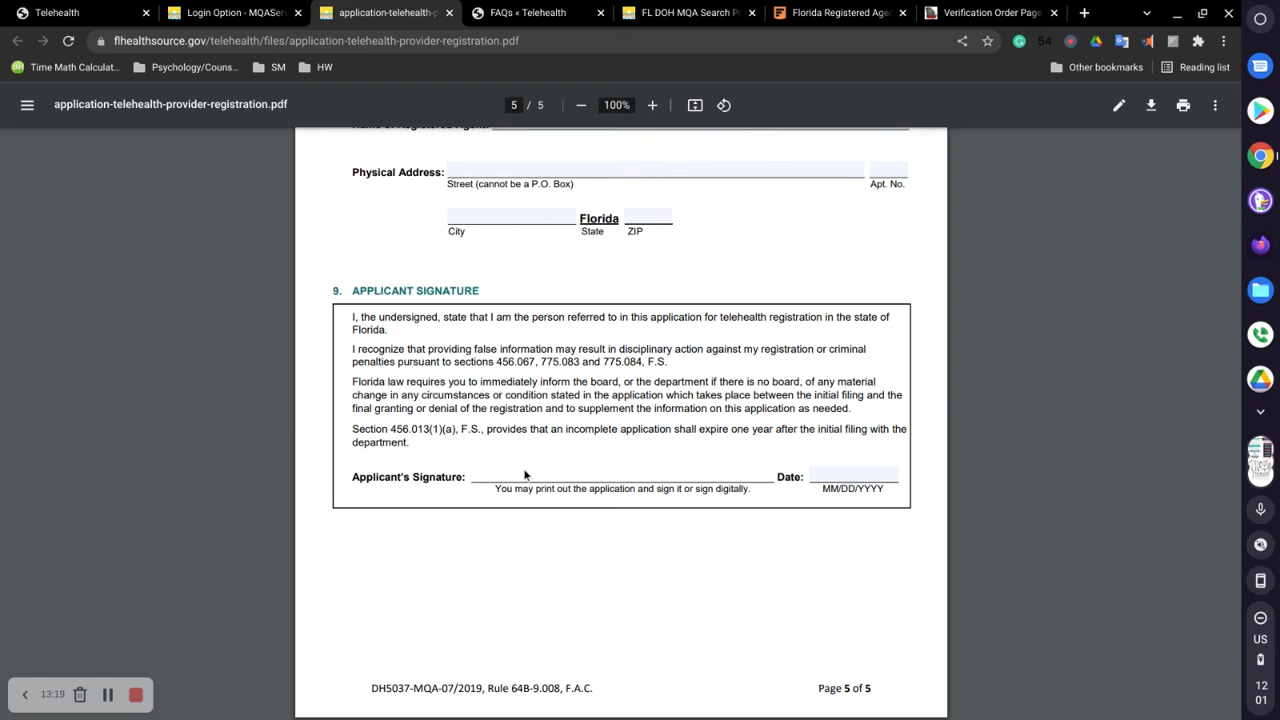 Telehealth
Login Option - MQAServ
application-telehealth-p
FAQs « Telehealth
FL DOH MQA Search Po
Florida Registered Age
Verification Order Page
flhealthsource.gov/telehealth/files/application-telehealth-provider-registration.pdf
54
Time Math Calculat...
Psychology/Couns...
SM
HW
Other bookmarks
Reading list
application-telehealth-provider-registration.pdf
5 / 5
100%
Name of Registered Agent:
Physical Address:
Street (cannot be a P.O. Box)
Apt. No.
Florida
City
State
ZIP
9. APPLICANT SIGNATURE
I, the undersigned, state that I am the person referred to in this application for telehealth registration in the state of
Florida.
I recognize that providing false information may result in disciplinary action against my registration or criminal
penalties pursuant to sections 456.067, 775.083 and 775.084, F.S.
Florida law requires you to immediately inform the board, or the department if there is no board, of any material
change in any circumstances or condition stated in the application which takes place between the initial filing and the
final granting or denial of the registration and to supplement the information on this application as needed.
Section 456.013(1)(a), F.S., provides that an incomplete application shall expire one year after the initial filing with the
department.
Applicant's Signature:
Date:
You may print out the application and sign it or sign digitally.
MM/DD/YYYY
DH5037-MQA-07/2019, Rule 64B-9.008, F.A.C.
Page 5 of 5
13:19
US
12
01